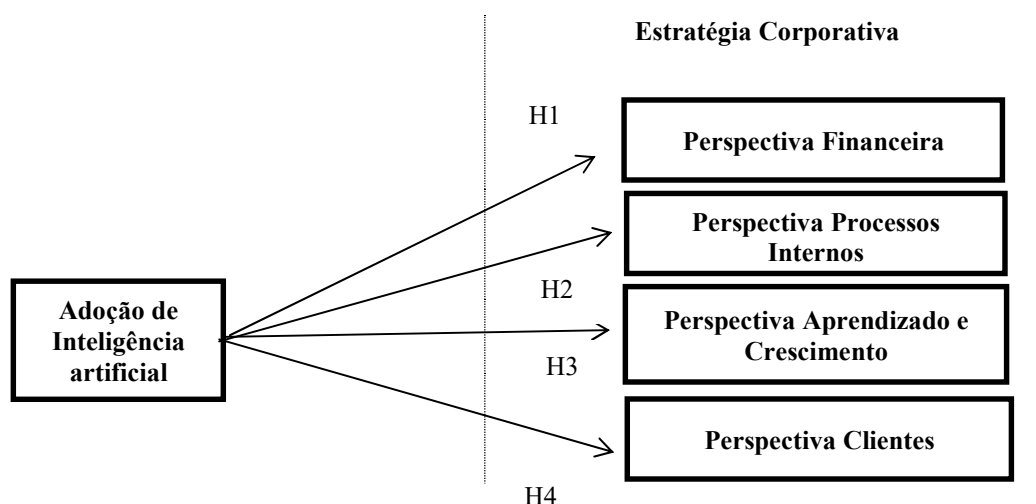 Estratégia Corporativa
H1
Perspectiva Financeira
Perspectiva Processos
Internos
H2
Adoção de
Inteligência
artificial
Perspectiva Aprendizado e
Crescimento
H3
Perspectiva Clientes
H4